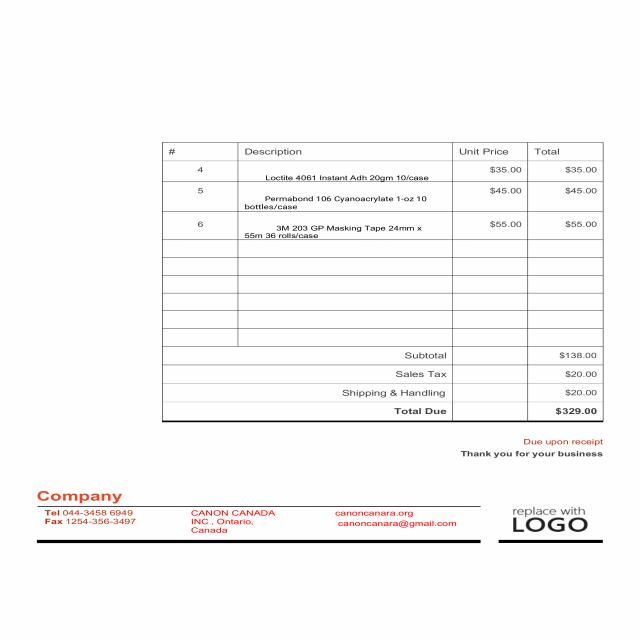 # Description Unit Price Total
4 Loctite 4061 Instant Adh 20gm 10/case $35.00 $35.00
5 Permabond 106 Cyanoacrylate 1-oz 10 $45.00 $45.00
bottles/case
6 3M 203 GP Masking Tape 24mm x $55.00 $55.00
55m 36 rolls/case
Subtotal $138.00
Sales Tax $20.00
Shipping & Handling $20.00
Total Due $329.00
Due upon receipt
Thank you for your business
Company
Tel 044-3458 6949
Fax 1254-356-3497
CANON CANADA
INC., Ontario,
Canada
canoncanara.org
canoncanara@gmail.com
replace with
LOGO